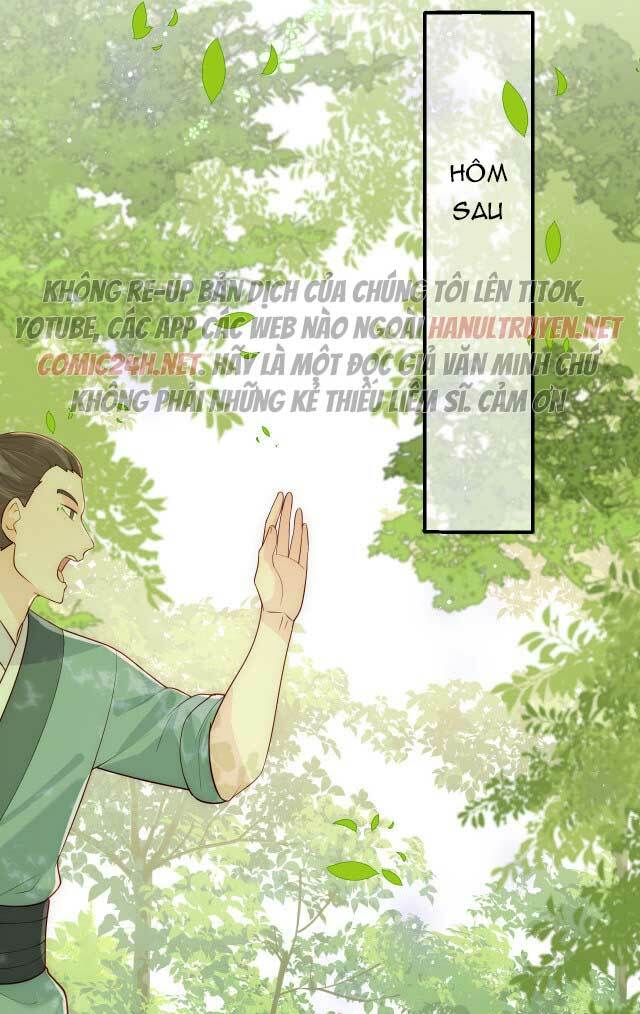 HÔM
SAU
KHÔNG RE-UP BẢN DỊCH CỦA CHÚNG TÔI LÊN TITOK,
YOTUBE, CÁC APP CÁC WEB NÀO NGOÀI HANULTRUYEN.NET
COMIC24H.NET. HÃY LÀ MỘT ĐỘC GIẢ VĂN MINH CHỨ
KHÔNG PHẢI NHỮNG KẺ THIẾU LIÊM SĨ. CẢM ƠN